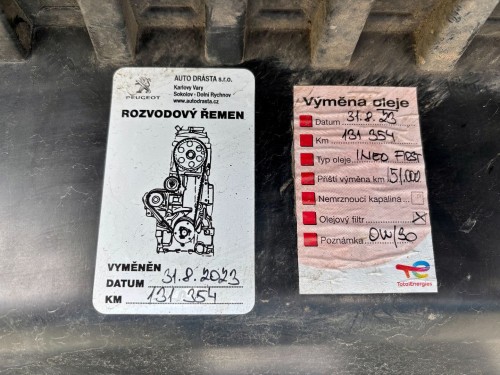 AUTO DRÁSTA s.r.o.
Karlovy Vary
Sokolov - Dolní Rychnov
www.autodrasta.cz
PEUGEOT
ROZVODOVÝ ŘEMEN
VYMĚNĚN
DATUM 31.8.2023
KM 131 354
Výměna oleje
Datum 31.8.23
Km 131 354
Typ oleje INEO FIRST
Příští výměna km 151.000
Nemrznoucí kapalina
Olejový filtr X
Poznámka 0W/30
TotalEnergies